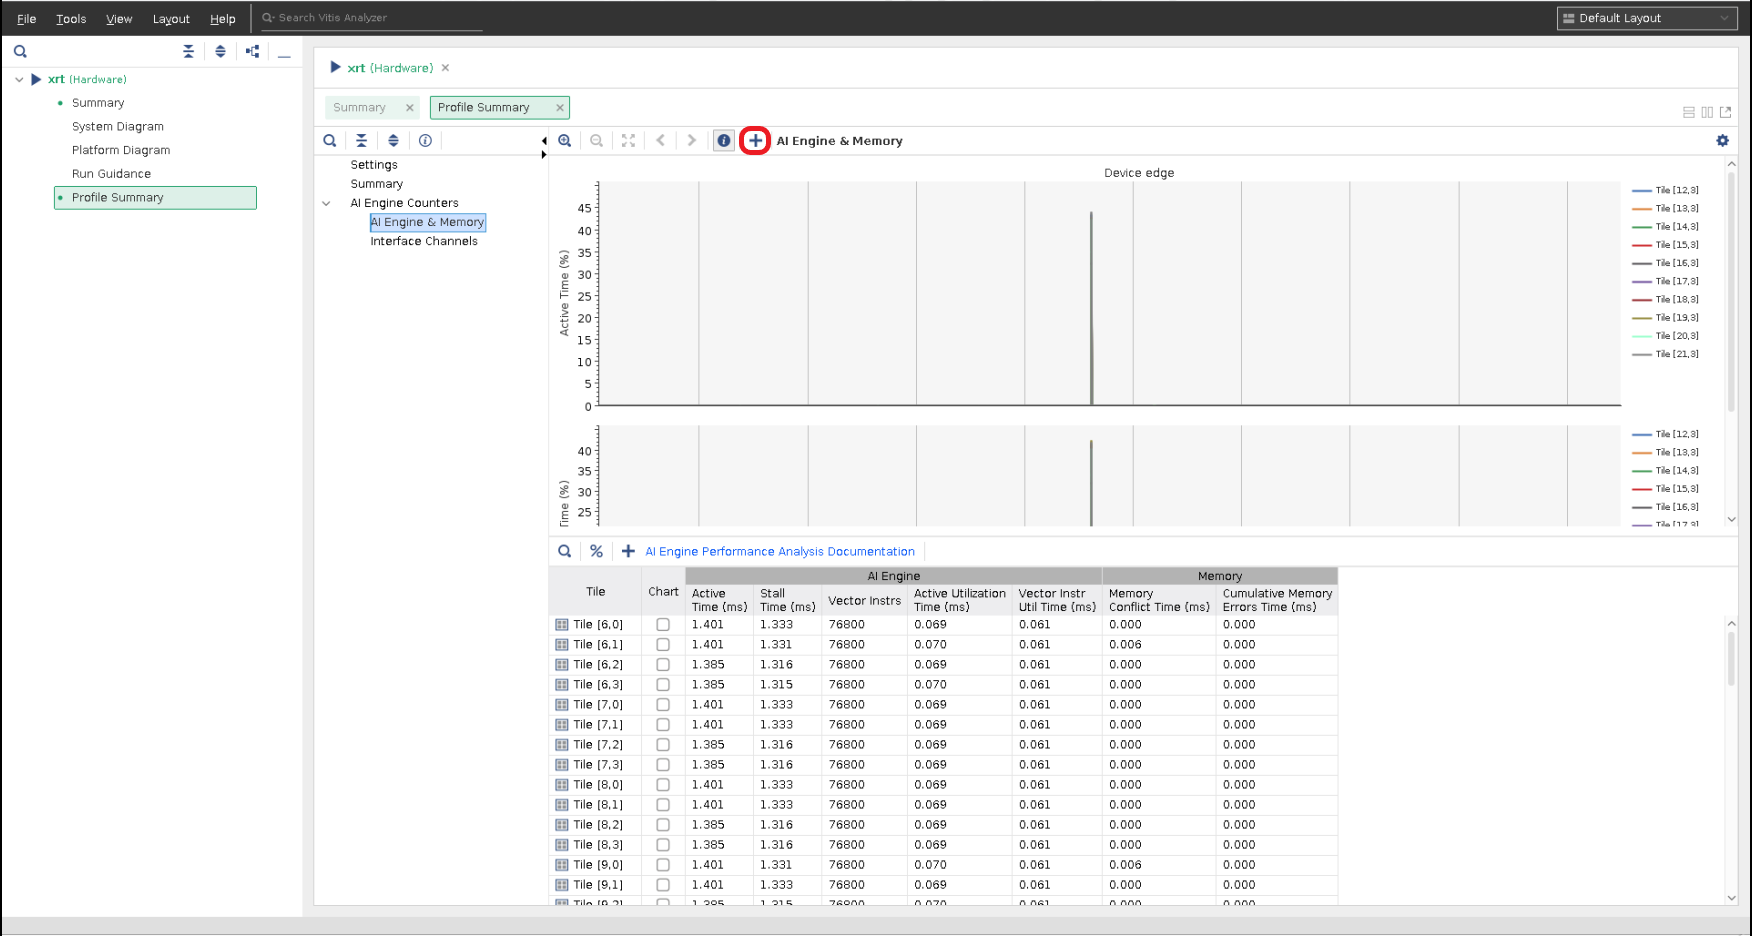 File Tools View Layout Help Search Vitis Analyzer Default Layout
xrt (Hardware)
Summary
System Diagram
Platform Diagram
Run Guidance
Profile Summary
xrt (Hardware)
Summary Profile Summary
Settings
Summary
AI Engine Counters
AI Engine & Memory
Interface Channels
AI Engine & Memory
Device edge
Active Time (%)
45
40
35
30
25
20
15
10
5
0
Tile [12,3]
Tile [13,3]
Tile [14,3]
Tile [15,3]
Tile [16,3]
Tile [17,3]
Tile [18,3]
Tile [19,3]
Tile [20,3]
Tile [21,3]
Time (%)
40
35
30
25
Tile [12,3]
Tile [13,3]
Tile [14,3]
Tile [15,3]
Tile [16,3]
Tile [17,3]
% AI Engine Performance Analysis Documentation
AI Engine Memory
Tile Chart Active Time (ms) Stall Time (ms) Vector Instrs Active Utilization Time (ms) Vector Instr Util Time (ms) Memory Conflict Time (ms) Cumulative Memory Errors Time (ms)
Tile [6,0] 1.401 1.333 76800 0.069 0.061 0.000 0.000
Tile [6,1] 1.401 1.331 76800 0.070 0.061 0.006 0.000
Tile [6,2] 1.385 1.316 76800 0.069 0.061 0.000 0.000
Tile [6,3] 1.385 1.315 76800 0.070 0.061 0.000 0.000
Tile [7,0] 1.401 1.333 76800 0.069 0.061 0.000 0.000
Tile [7,1] 1.401 1.333 76800 0.069 0.061 0.000 0.000
Tile [7,2] 1.385 1.316 76800 0.069 0.061 0.000 0.000
Tile [7,3] 1.385 1.316 76800 0.069 0.061 0.000 0.000
Tile [8,0] 1.401 1.333 76800 0.069 0.061 0.000 0.000
Tile [8,1] 1.401 1.333 76800 0.069 0.061 0.000 0.000
Tile [8,2] 1.385 1.316 76800 0.069 0.061 0.000 0.000
Tile [8,3] 1.385 1.316 76800 0.069 0.061 0.000 0.000
Tile [9,0] 1.401 1.331 76800 0.070 0.061 0.006 0.000
Tile [9,1] 1.401 1.333 76800 0.069 0.061 0.000 0.000
Tile [9,2] 1.385 1.315 76800 0.070 0.061 0.000 0.000